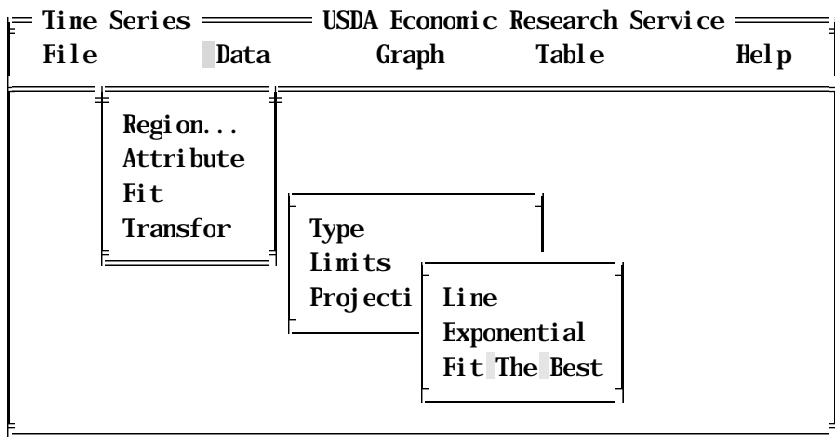 Time Series USDA Economic Research Service
File Data Graph Table Help
Region...
Attribute
Fit
Transfor
Type
Limits
Projecti
Line
Exponential
Fit The Best